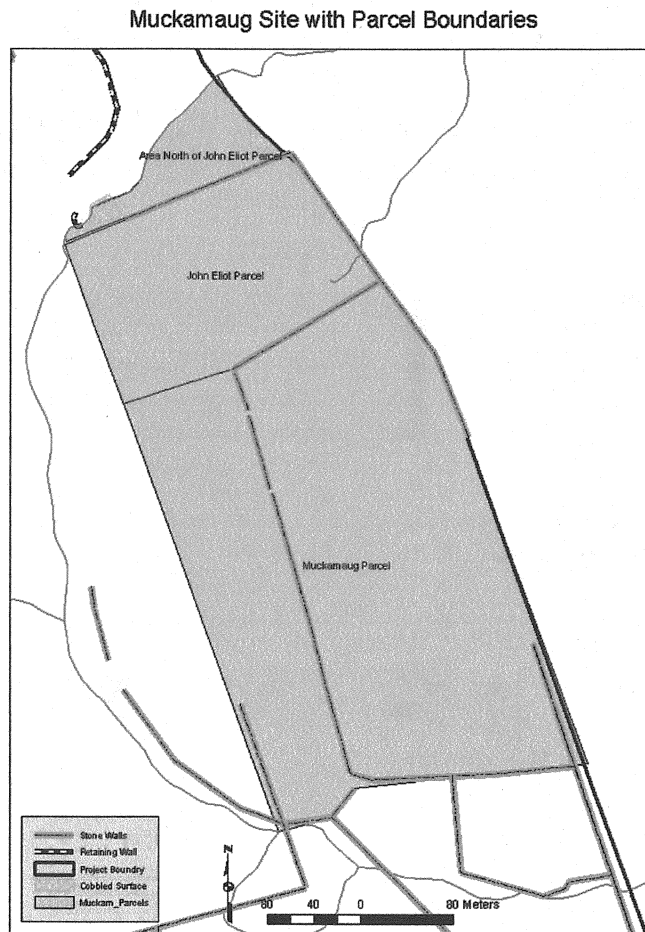 Muckamaug Site with Parcel Boundaries
Area North of John Eliot Parcel
John Eliot Parcel
Muckamaug Parcel
Stone Walls
Retaining Wall
Project Boundry
Cobbled Surface
Muckam_Parcels
N
80 40 0 80 Meters